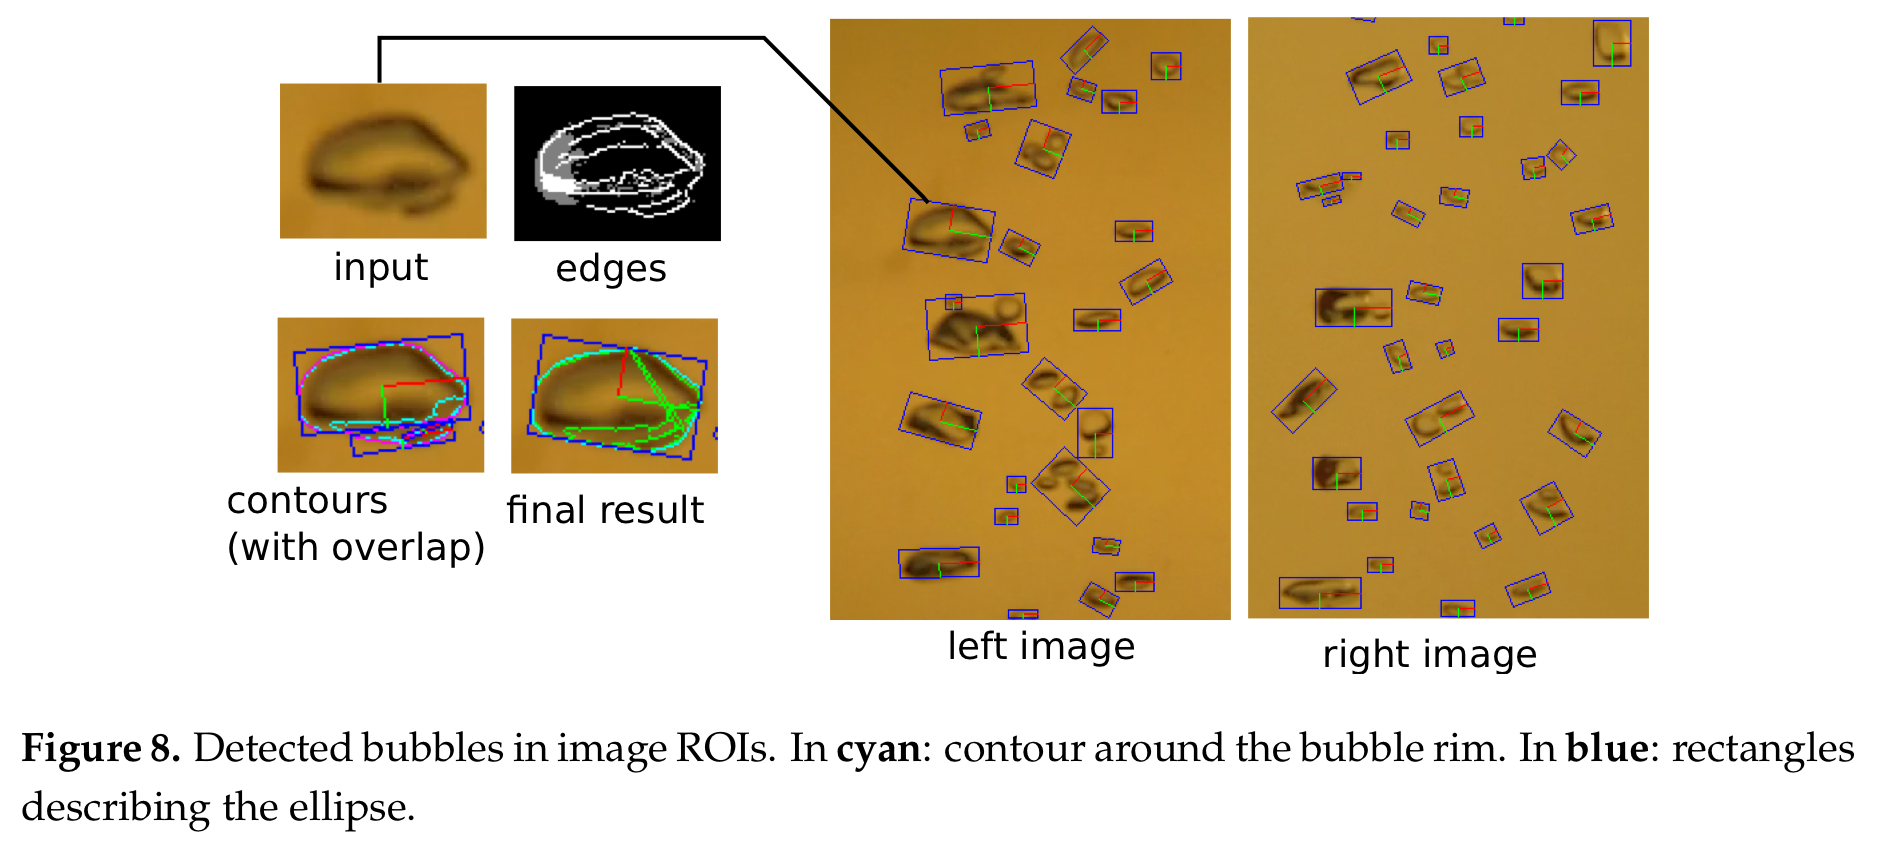 input
edges
contours
(with overlap)
final result
left image
right image
Figure 8. Detected bubbles in image ROIs. In cyan: contour around the bubble rim. In blue: rectangles
describing the ellipse.